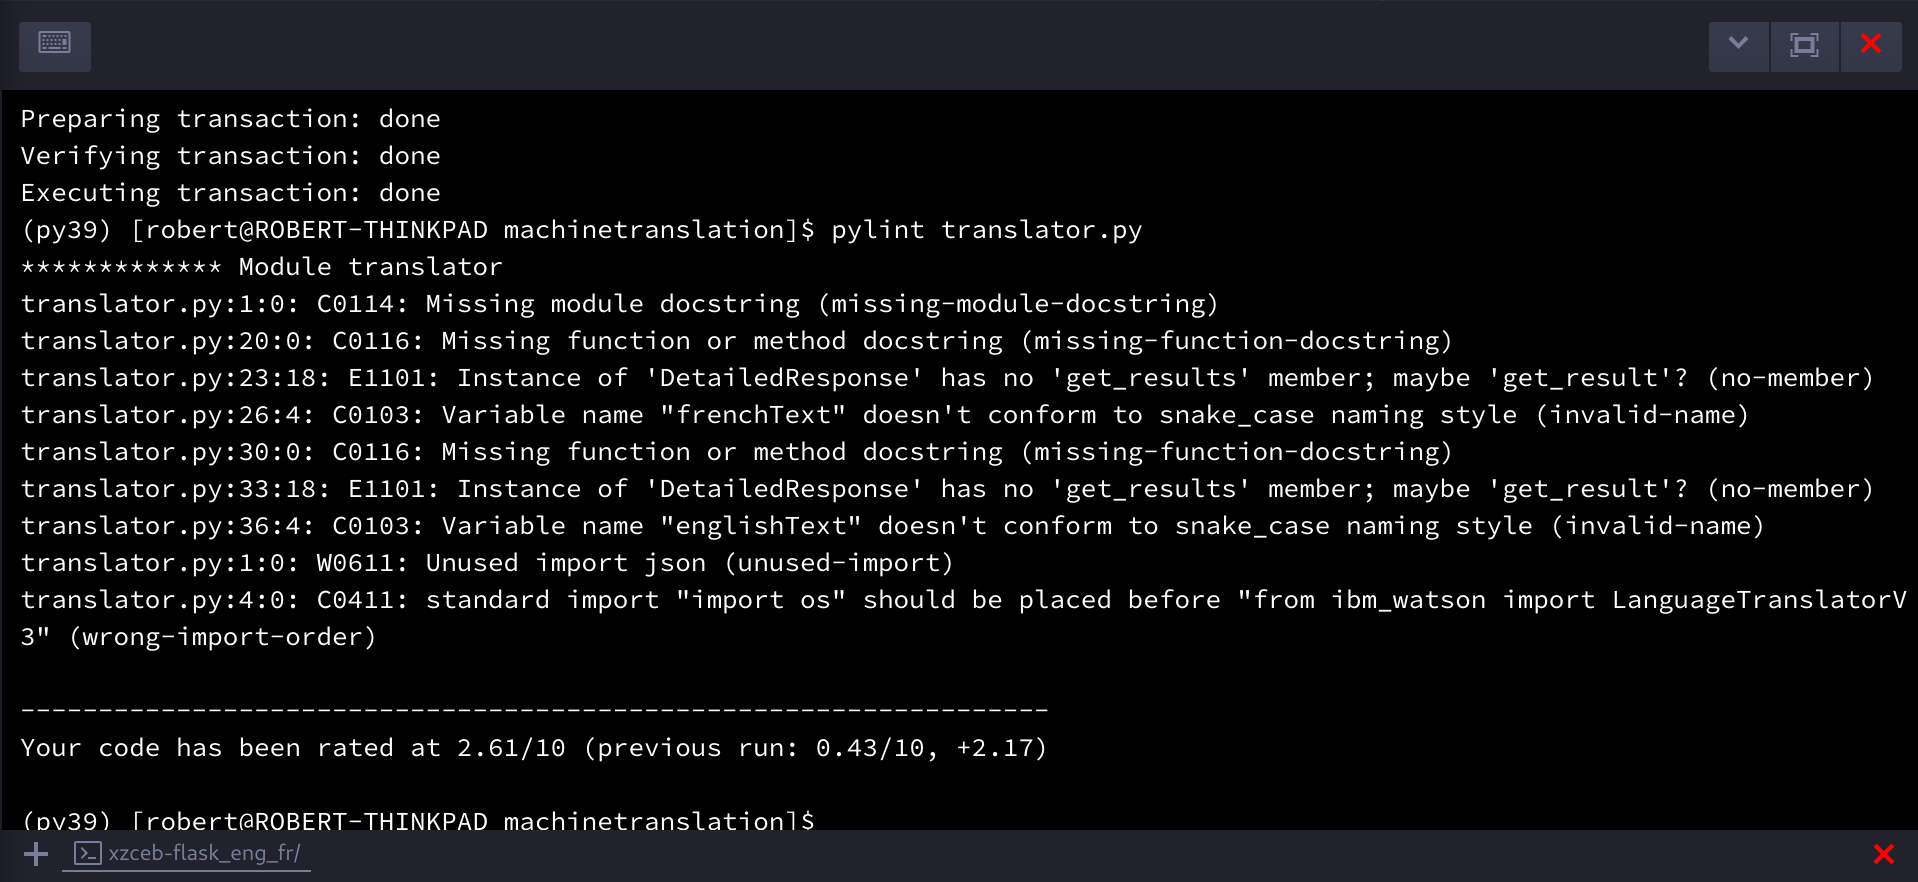 Preparing transaction: done
Verifying transaction: done
Executing transaction: done
(py39) [robert@ROBERT-THINKPAD machinetranslation]$ pylint translator.py
************* Module translator
translator.py:1:0: C0114: Missing module docstring (missing-module-docstring)
translator.py:20:0: C0116: Missing function or method docstring (missing-function-docstring)
translator.py:23:18: E1101: Instance of 'DetailedResponse' has no 'get_results' member; maybe 'get_result'? (no-member)
translator.py:26:4: C0103: Variable name "frenchText" doesn't conform to snake_case naming style (invalid-name)
translator.py:30:0: C0116: Missing function or method docstring (missing-function-docstring)
translator.py:33:18: E1101: Instance of 'DetailedResponse' has no 'get_results' member; maybe 'get_result'? (no-member)
translator.py:36:4: C0103: Variable name "englishText" doesn't conform to snake_case naming style (invalid-name)
translator.py:1:0: W0611: Unused import json (unused-import)
translator.py:4:0: C0411: standard import "import os" should be placed before "from ibm_watson import LanguageTranslatorV
3" (wrong-import-order)
------------------------------------------------------------------
Your code has been rated at 2.61/10 (previous run: 0.43/10, +2.17)
(py39) [robert@ROBERT-THINKPAD machinetranslation]$
xzceb-flask_eng_fr/